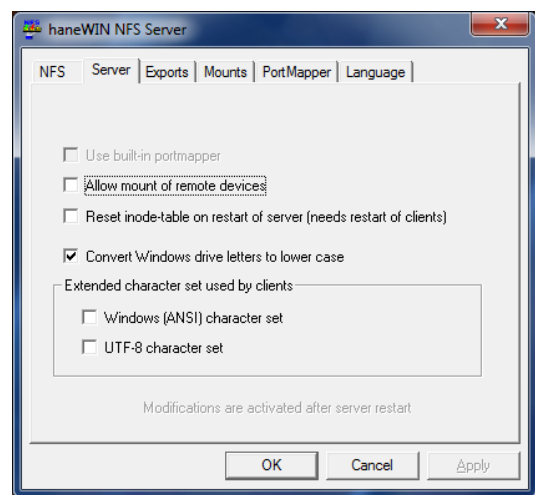 NFS
haneWIN NFS Server
NFS Server Exports Mounts PortMapper Language
Use built-in portmapper
Allow mount of remote devices
Reset inode-table on restart of server (needs restart of clients)
Convert Windows drive letters to lower case
Extended character set used by clients
Windows (ANSI) character set
UTF-8 character set
Modifications are activated after server restart
OK Cancel Apply